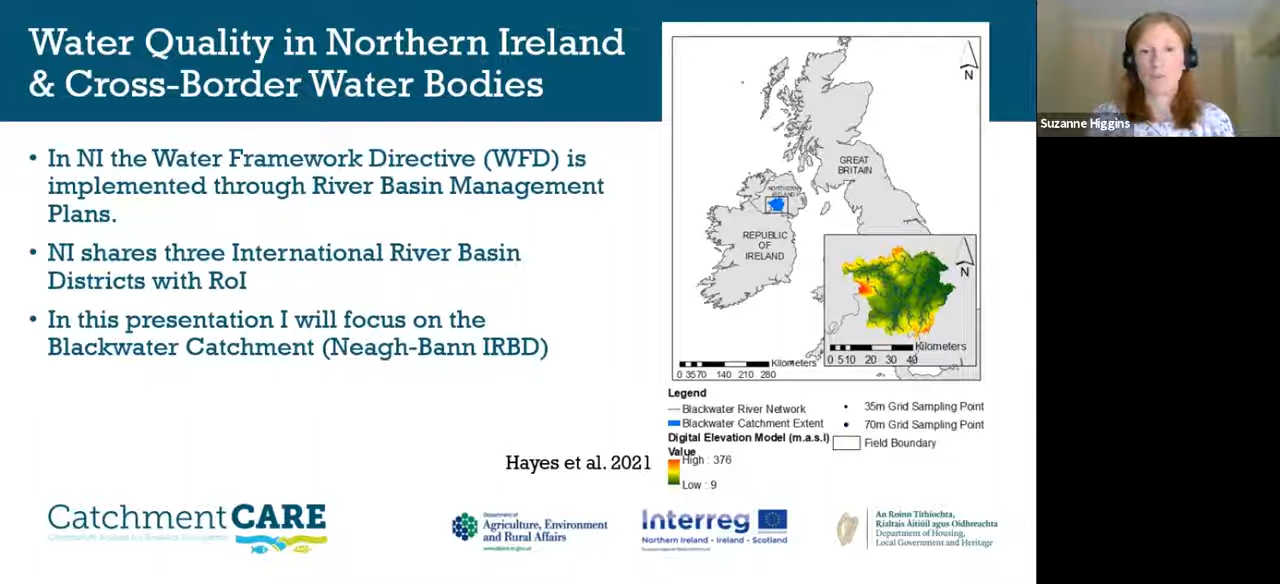 Water Quality in Northern Ireland
& Cross-Border Water Bodies
• In NI the Water Framework Directive (WFD) is
implemented through River Basin Management
Plans.
• NI shares three International River Basin
Districts with RoI
• In this presentation I will focus on the
Blackwater Catchment (Neagh-Bann IRBD)
Hayes et al. 2021
N
GREAT
BRITAIN
NORTHERN
IRELAND
REPUBLIC
OF
IRELAND
N
Kilometers
0 5 10 20 30 40
Kilometers
0 35 70 140 210 280
Legend
Blackwater River Network
Blackwater Catchment Extent
Digital Elevation Model (m.a.s.l)
Value
High : 376
Low : 9
35m Grid Sampling Point
70m Grid Sampling Point
Field Boundary
CatchmentCARE
Department of
Agriculture, Environment
and Rural Affairs
Interreg
Northern Ireland - Ireland - Scotland
An Roinn Tithíochta,
Rialtais Áitiúil agus Oidhreachta
Department of Housing,
Local Government and Heritage
Suzanne Higgins